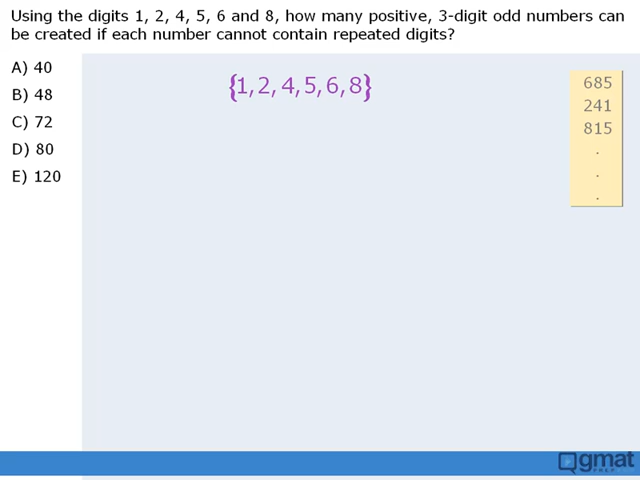 Using the digits 1, 2, 4, 5, 6 and 8, how many positive, 3-digit odd numbers can
be created if each number cannot contain repeated digits?
A) 40
B) 48
C) 72
D) 80
E) 120
{1,2,4,5,6,8}
685
241
815
.
.
.
gmat
PREP